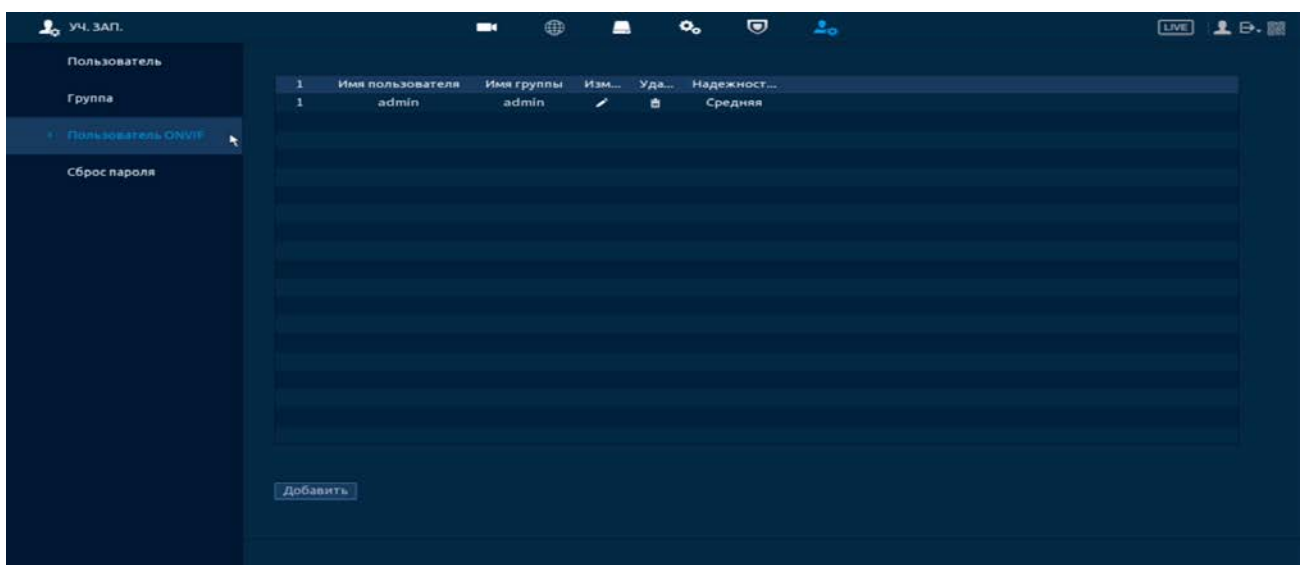 УЧ. ЗАП.
LIVE
Пользователь
Группа
Пользователь ONVIF
Сброс пароля
1 Имя пользователя Имя группы Изм... Уда... Надежност...
1 admin admin Средняя
Добавить